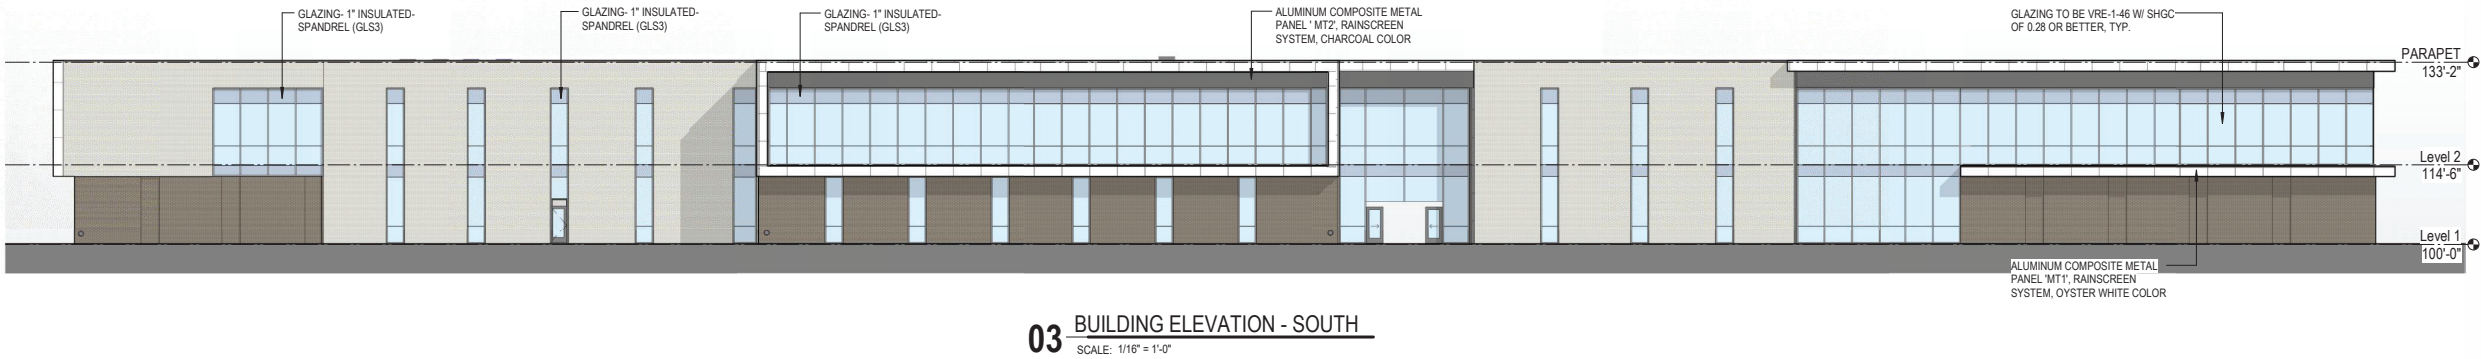 GLAZING- 1" INSULATED-
SPANDREL (GLS3)
GLAZING- 1" INSULATED-
SPANDREL (GLS3)
GLAZING- 1" INSULATED-
SPANDREL (GLS3)
ALUMINUM COMPOSITE METAL
PANEL ' MT2', RAINSCREEN
SYSTEM, CHARCOAL COLOR
GLAZING TO BE VRE-1-46 W/ SHGC
OF 0.28 OR BETTER, TYP.
PARAPET
133'-2"
Level 2
114'-6"
Level 1
100'-0"
ALUMINUM COMPOSITE METAL
PANEL 'MT1', RAINSCREEN
SYSTEM, OYSTER WHITE COLOR
03 BUILDING ELEVATION - SOUTH
SCALE: 1/16" = 1'-0"